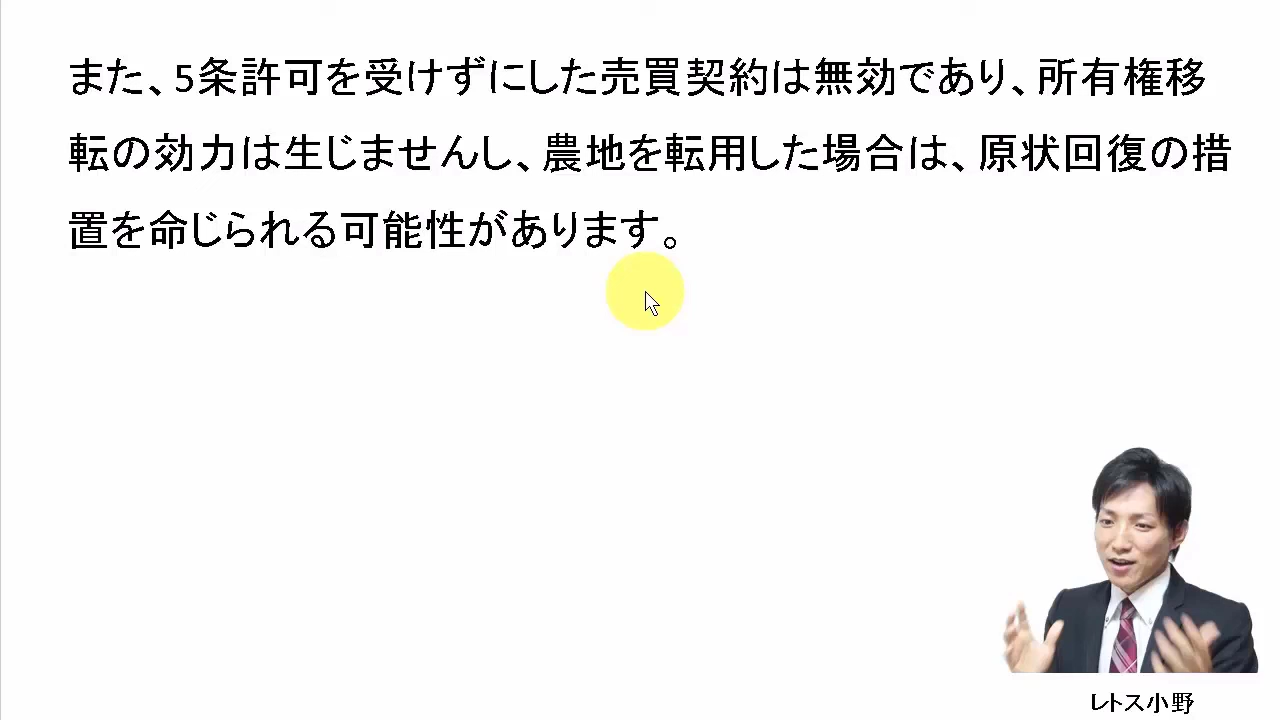 また、5条許可を受けずにした売買契約は無効であり、所有権移
転の効力は生じませんし、農地を転用した場合は、原状回復の措
置を命じられる可能性があります。
レトス小野